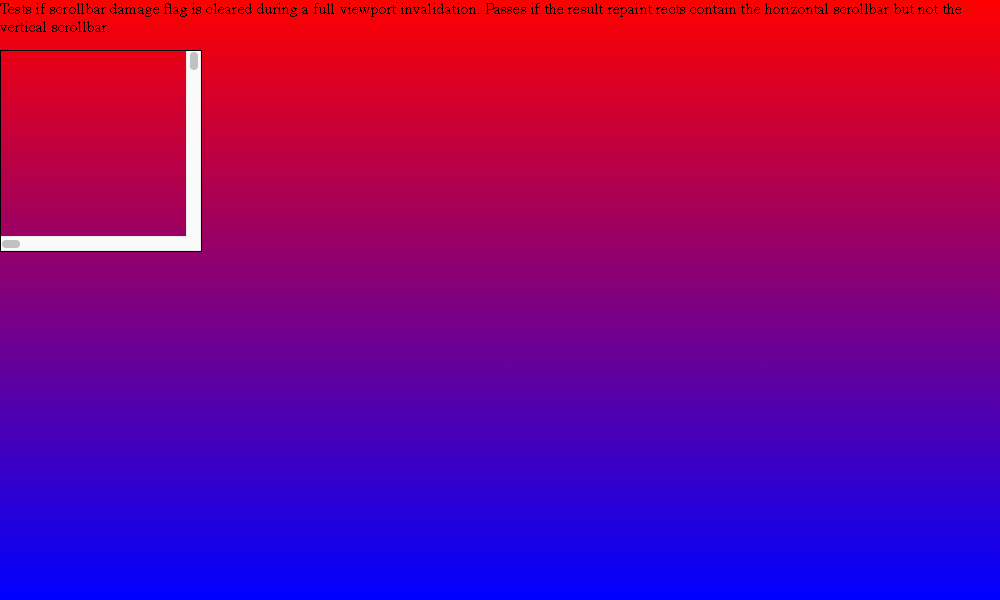 Tests if scrollbar damage flag is cleared during a full viewport invalidation. Passes if the result repaint rects contain the horizontal scrollbar but not the
vertical scrollbar.